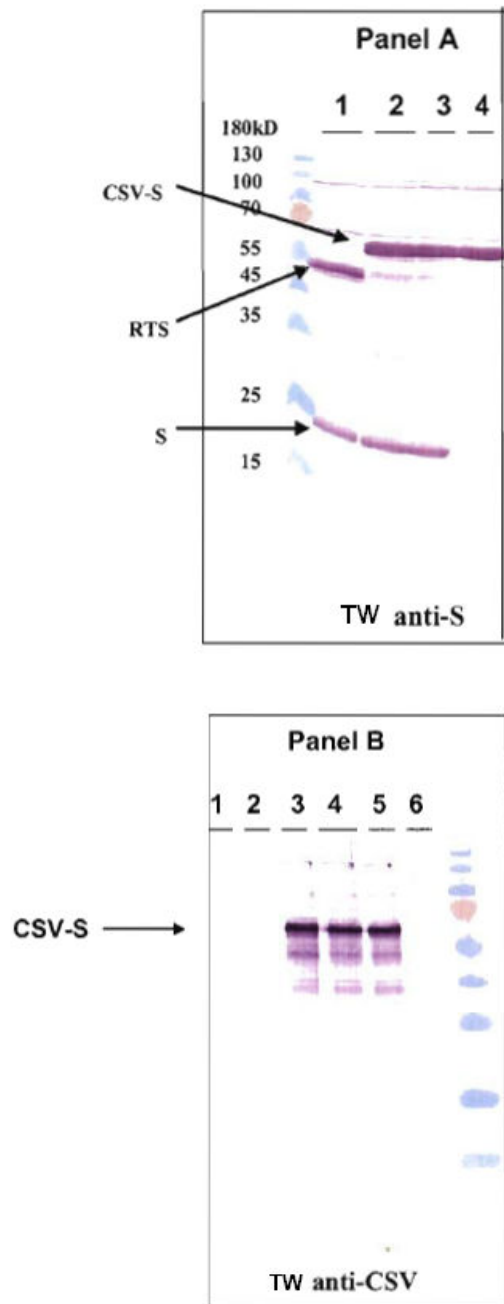 Panel A
1 2 3 4
180kD
130
100
CSV-S
70
55
45
RTS
35
25
S
15
TW anti-S
Panel B
1 2 3 4 5 6
CSV-S
TW anti-CSV